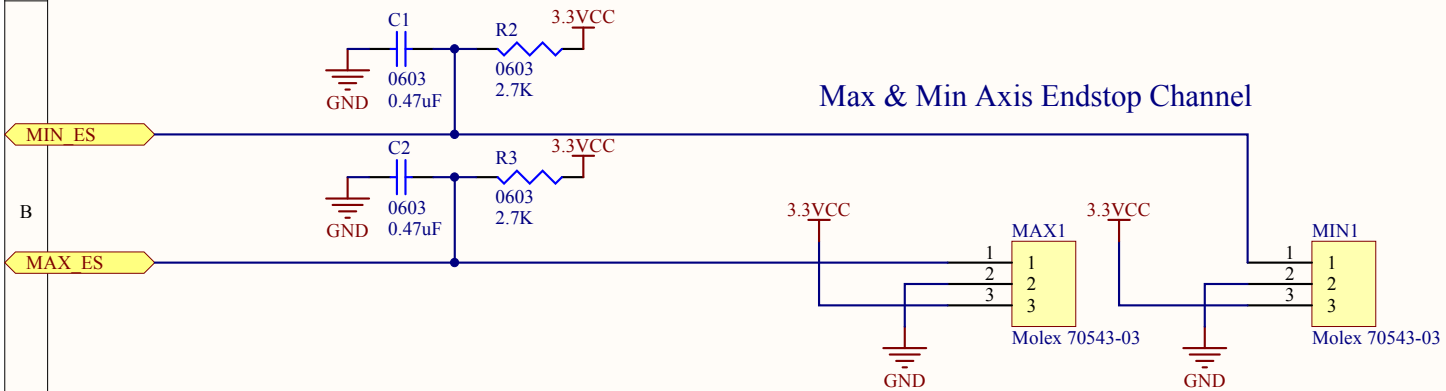 C1
R2
3.3VCC
0603
0.47uF
0603
2.7K
GND
Max & Min Axis Endstop Channel
MIN_ES
C2
R3
3.3VCC
0603
0.47uF
0603
2.7K
GND
B
3.3VCC
3.3VCC
MAX_ES
MAX1
1 1
2 2
3 3
Molex 70543-03
GND
MIN1
1 1
2 2
3 3
Molex 70543-03
GND